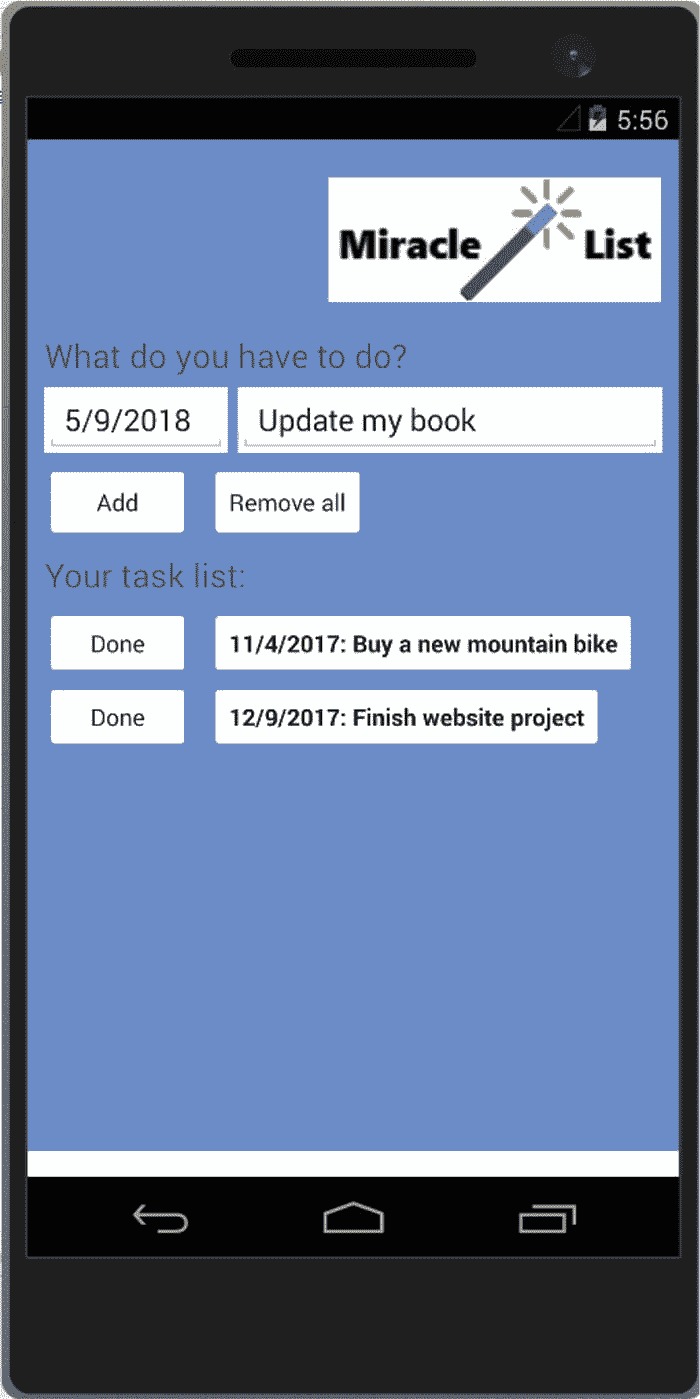 5:56
Miracle List
What do you have to do?
5/9/2018 Update my book
Add Remove all
Your task list:
Done 11/4/2017: Buy a new mountain bike
Done 12/9/2017: Finish website project